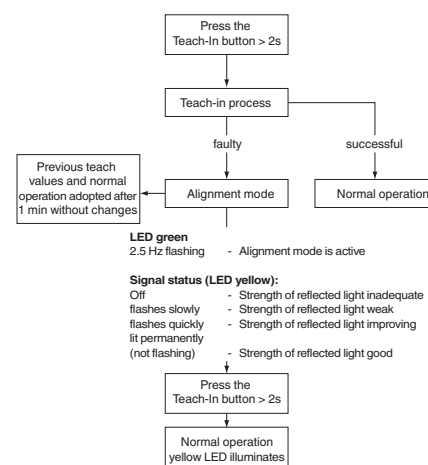 Press the
Teach-In button > 2s
Teach-in process
faulty
successful
Previous teach
values and normal
operation adopted after
1 min without changes
Alignment mode
Normal operation
LED green
2.5 Hz flashing - Alignment mode is active
Signal status (LED yellow):
Off - Strength of reflected light inadequate
flashes slowly - Strength of reflected light weak
flashes quickly - Strength of reflected light improving
lit permanently
(not flashing) - Strength of reflected light good
Press the
Teach-In button > 2s
Normal operation
yellow LED illuminates